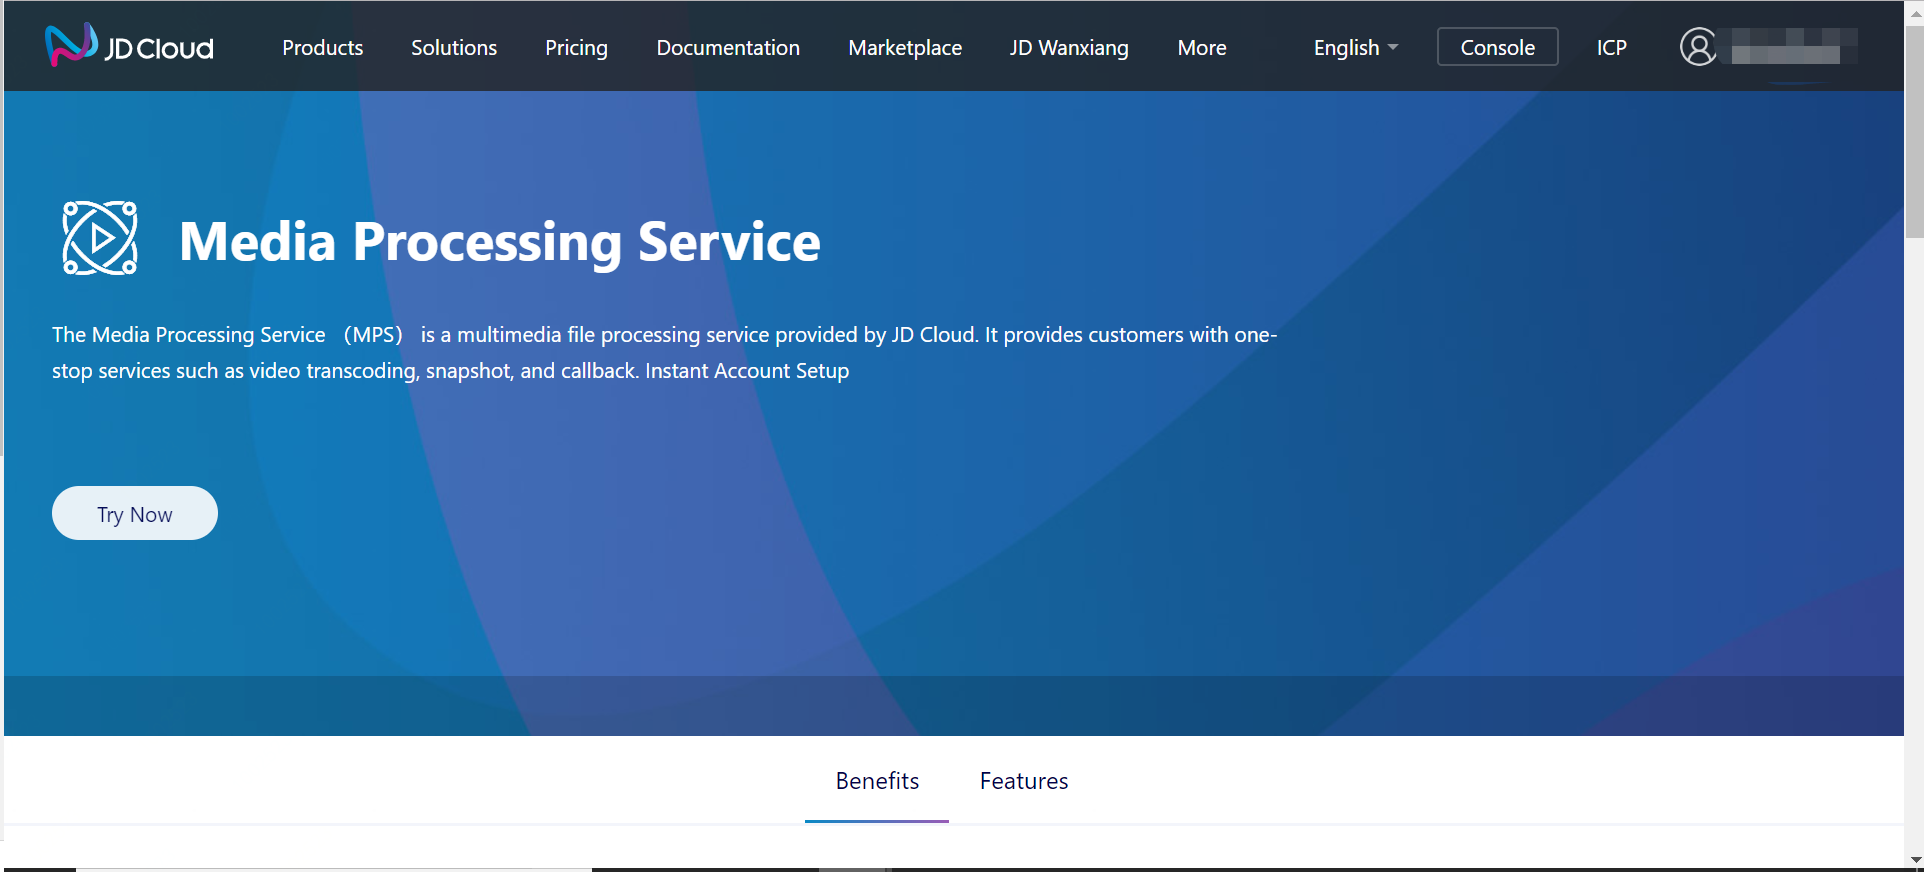 JD Cloud Products Solutions Pricing Documentation Marketplace JD Wanxiang More English Console ICP
Media Processing Service
The Media Processing Service （MPS） is a multimedia file processing service provided by JD Cloud. It provides customers with one-
stop services such as video transcoding, snapshot, and callback. Instant Account Setup
Try Now
Benefits Features